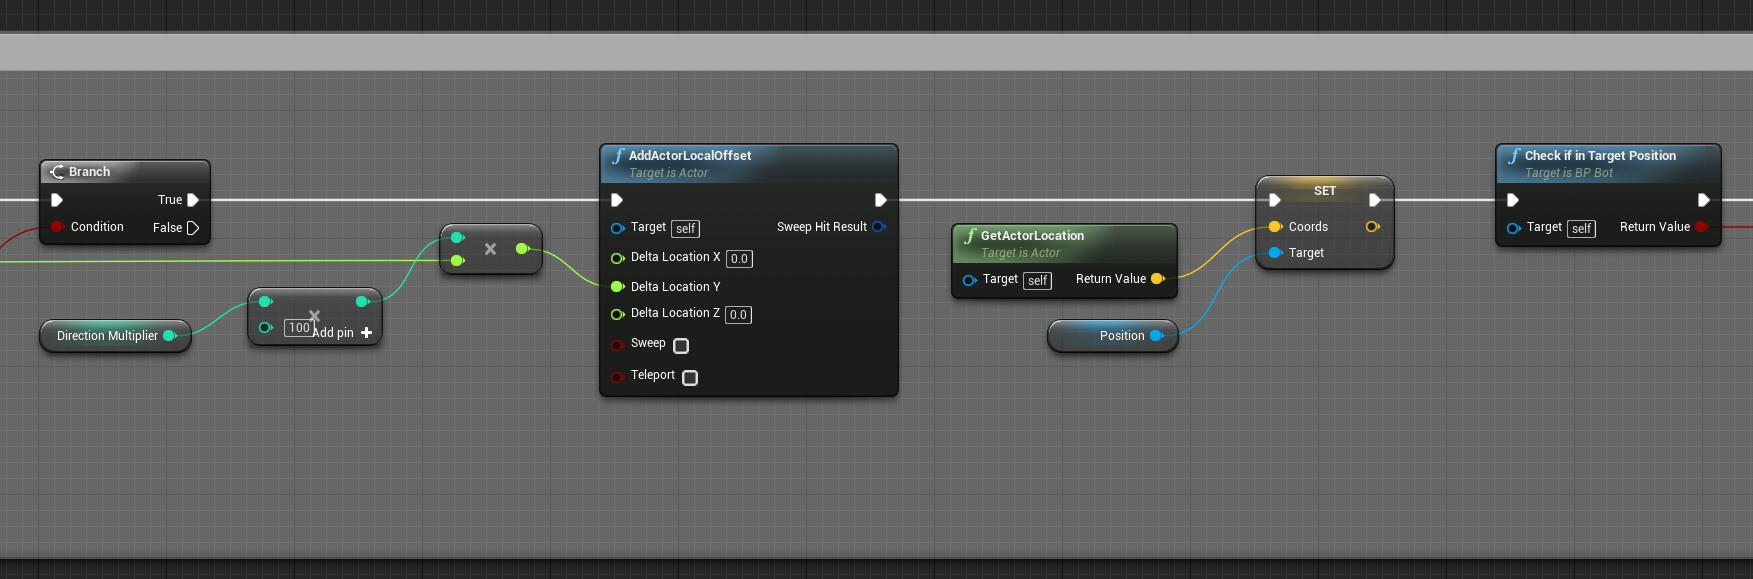 Branch
True
Condition
False
Direction Multiplier
×
100
Add pin
×
f AddActorLocalOffset
Target is Actor
Target self
Sweep Hit Result
Delta Location X 0.0
Delta Location Y
Delta Location Z 0.0
Sweep
Teleport
f GetActorLocation
Target is Actor
Target self
Return Value
Position
SET
Coords
Target
f Check if in Target Position
Target is BP Bot
Target self
Return Value